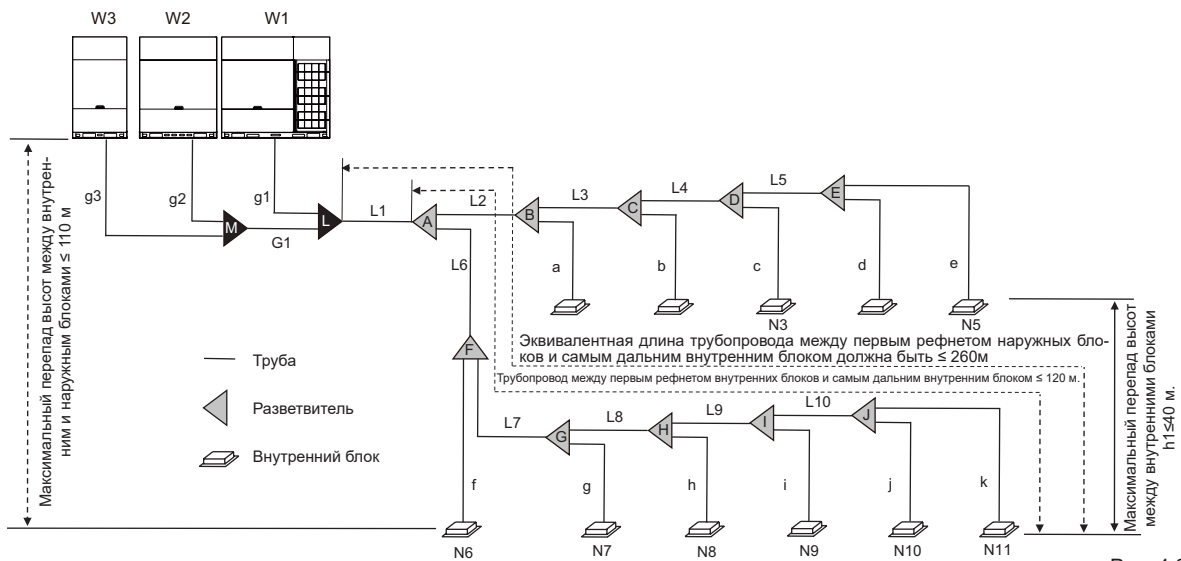 W3
W2
W1
Максимальный перепад высот между внутрен-
ним и наружным блоками ≤ 110 м
g3
g2
g1
M
G1
L
L1
A
L2
B
L3
C
L4
D
L5
E
L6
a
b
c
d
e
N3
N5
Эквивалентная длина трубопровода между первым рефнетом наружных бло-
ков и самым дальним внутренним блоком должна быть ≤ 260м
Трубопровод между первым рефнетом внутренних блоков и самым дальним внутренним блоком ≤ 120 м.
Максимальный перепад высот
между внутренними блоками
h1≤40 м.
Труба
Разветвитель
Внутренний блок
F
L7
G
L8
H
L9
I
L10
J
f
g
h
i
j
k
N6
N7
N8
N9
N10
N11